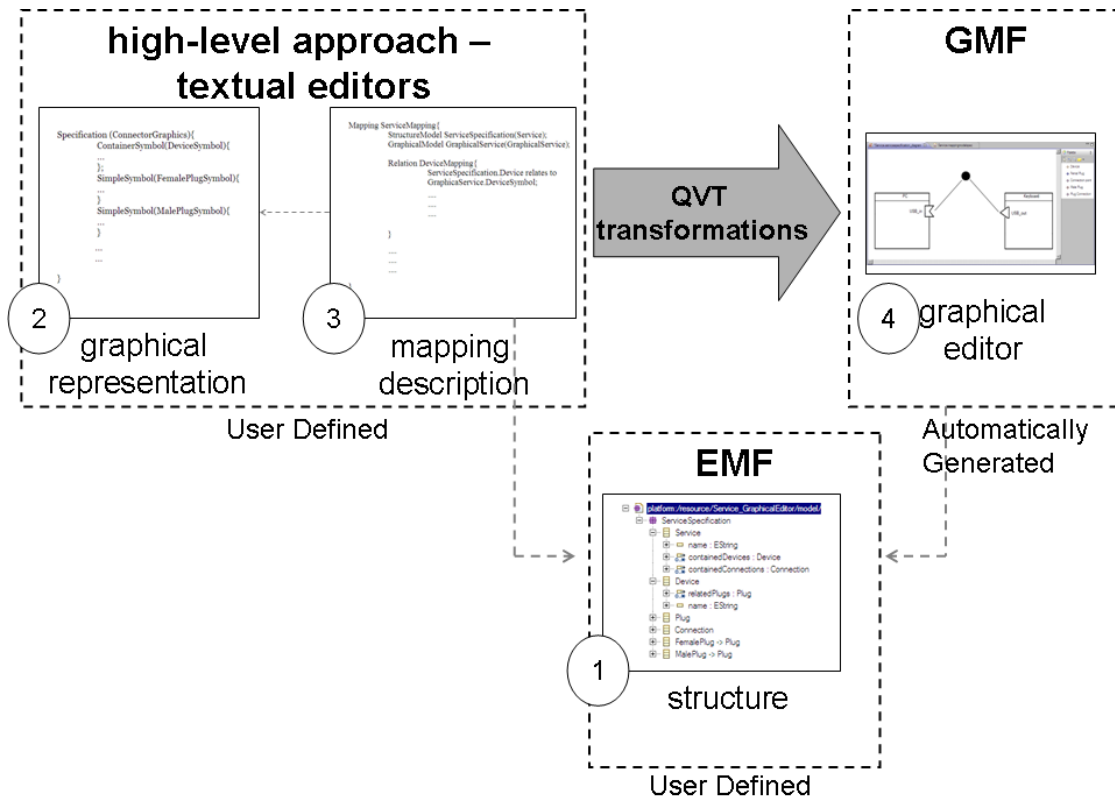 high-level approach –
textual editors
Specification (ConnectorGraphics){
ContainerSymbol(DeviceSymbol){
...
};
SimpleSymbol(FemalePlugSymbol){
...
}
SimpleSymbol(MalePlugSymbol){
...
}
...
...
}
2
graphical
representation
Mapping ServiceMapping{
StructureModel ServiceSpecification(Service);
GraphicalModel GraphicalService(GraphicalService);
Relation DeviceMapping{
ServiceSpecification.Device relates to
GraphicaService.DeviceSymbol;
...
...
...
}
...
...
...
}
3
mapping
description
User Defined
QVT
transformations
GMF
PC
USB_in
Keyboard
USB_out
4
graphical
editor
Automatically
Generated
EMF
platform:/resource/Service_GraphicalEditor/model/
ServiceSpecification
Service
name : EString
containedDevices : Device
containedConnections : Connection
Device
relatedPlugs : Plug
name : EString
Plug
Connection
FemalePlug -> Plug
MalePlug -> Plug
1
structure
User Defined